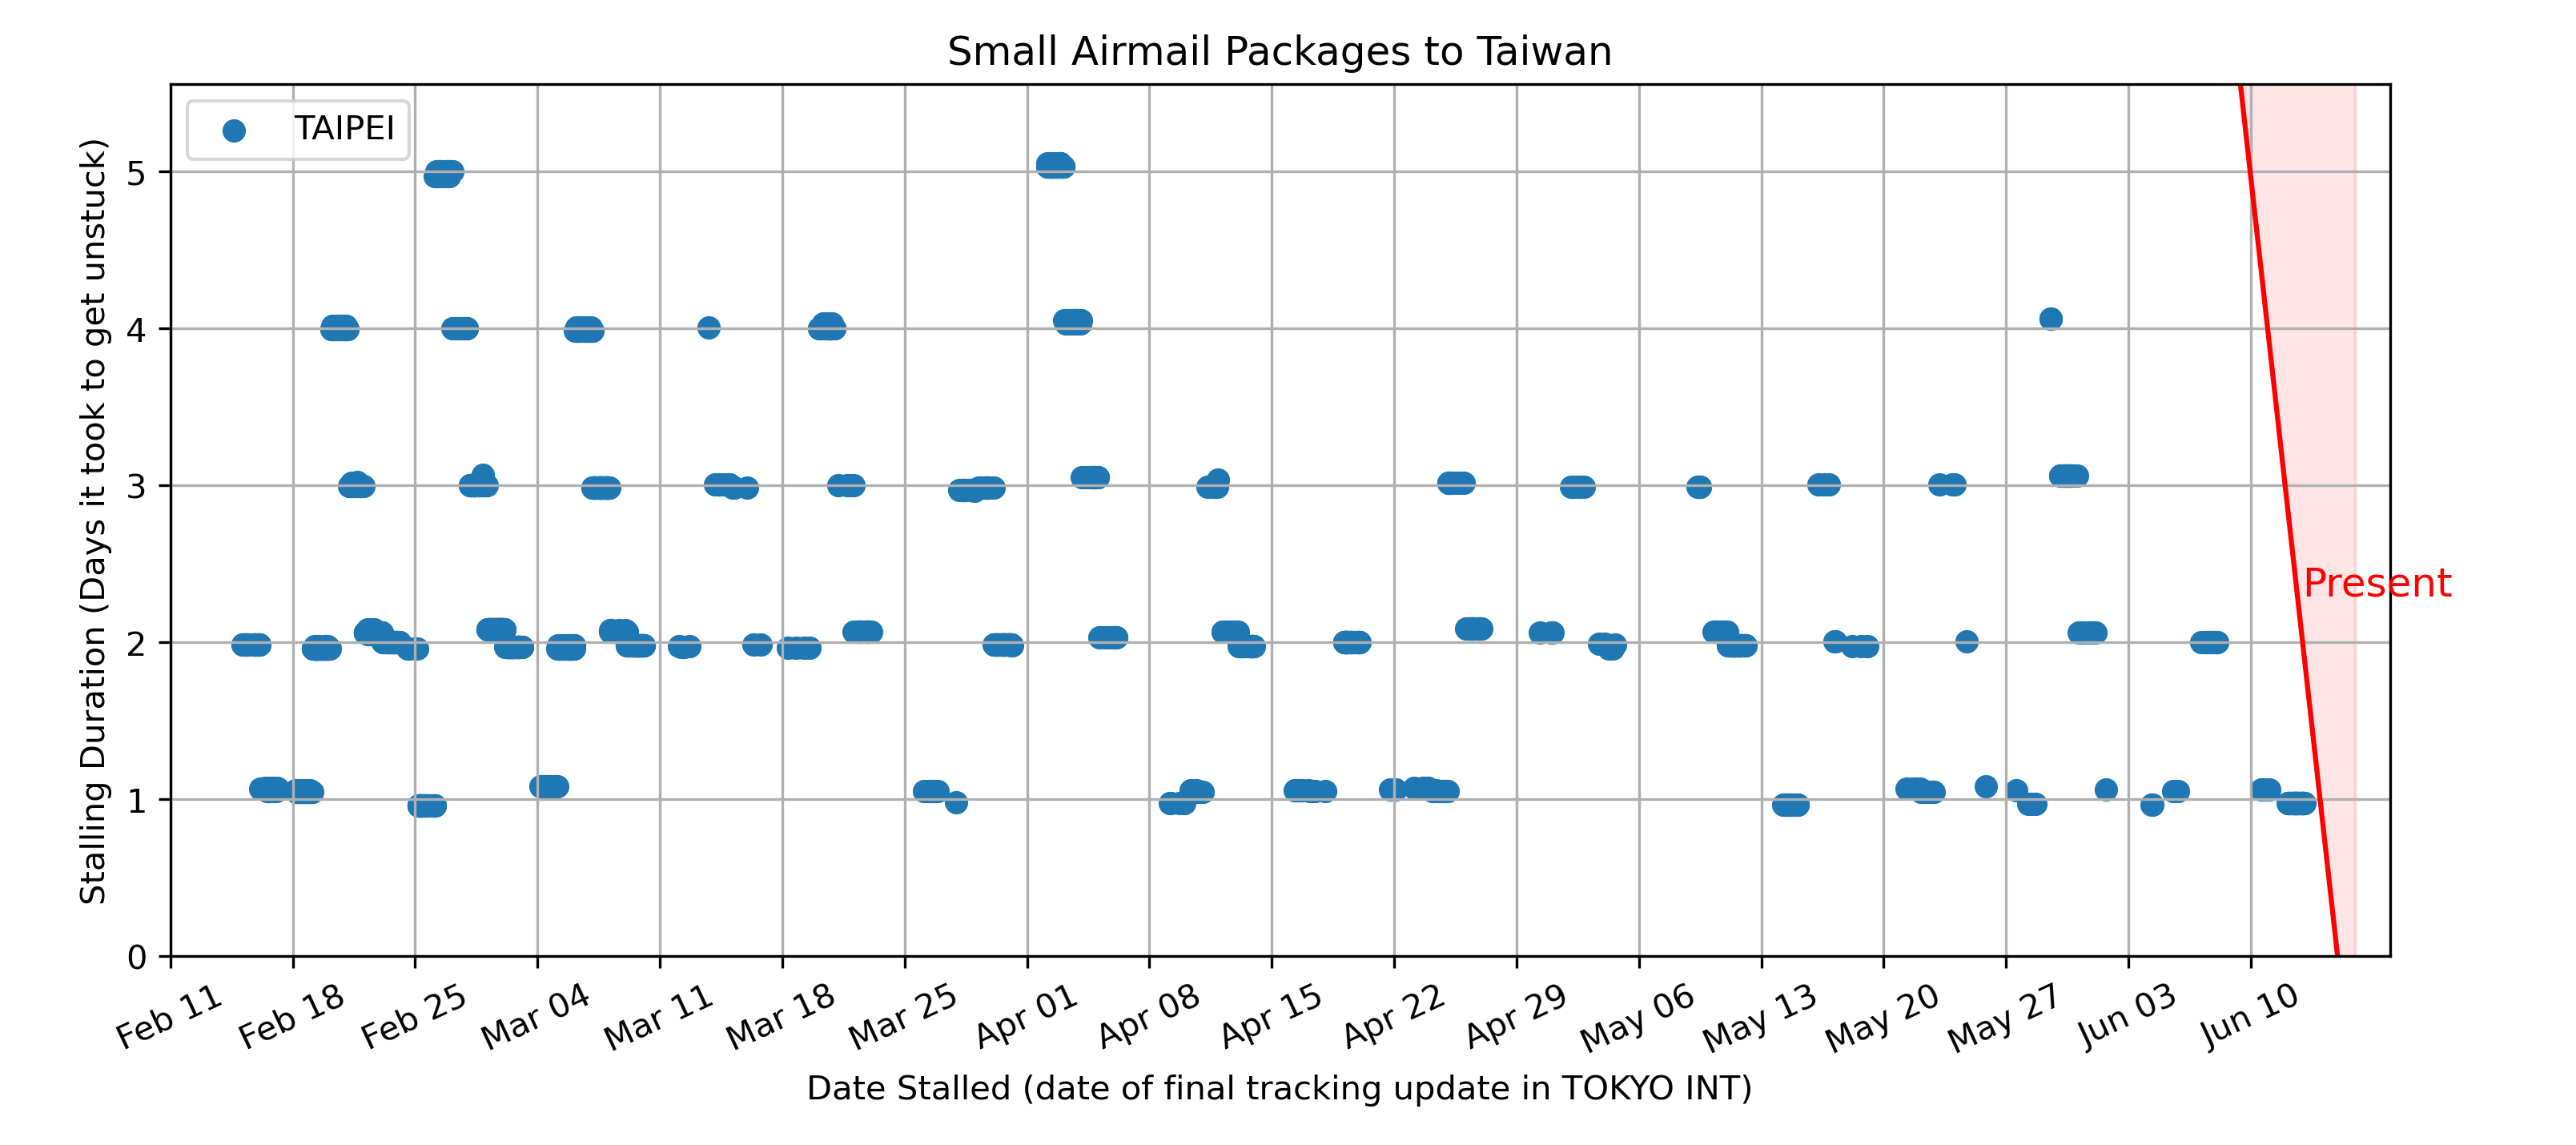 Small Airmail Packages to Taiwan
TAIPEI
Stalling Duration (Days it took to get unstuck)
5
4
3
2
1
0
Present
Feb 11
Feb 18
Feb 25
Mar 04
Mar 11
Mar 18
Mar 25
Apr 01
Apr 08
Apr 15
Apr 22
Apr 29
May 06
May 13
May 20
May 27
Jun 03
Jun 10
Date Stalled (date of final tracking update in TOKYO INT)